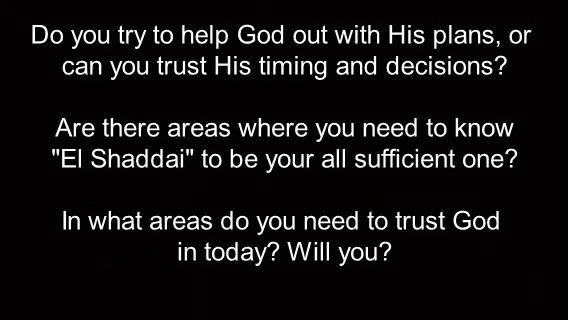 Do you try to help God out with His plans, or
can you trust His timing and decisions?
Are there areas where you need to know
"El Shaddai" to be your all sufficient one?
In what areas do you need to trust God
in today? Will you?